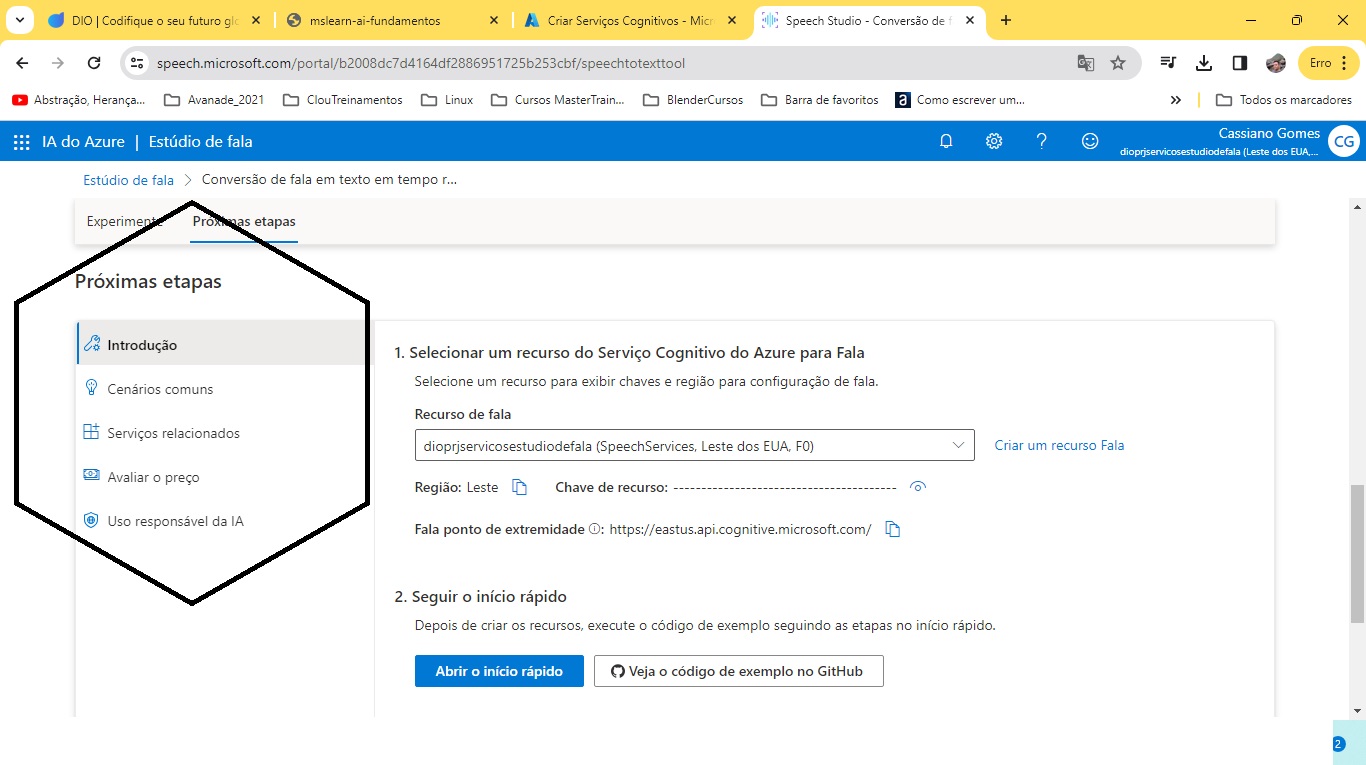 DIO | Codifique o seu futuro glo
mslearn-ai-fundamentos
Criar Serviços Cognitivos - Micr
Speech Studio - Conversão de f
speech.microsoft.com/portal/b2008dc7d4164df2886951725b253cbf/speechtotexttool
Erro
Abstração, Herança...
Avanade_2021
ClouTreinamentos
Linux
Cursos MasterTrain...
BlenderCursos
Barra de favoritos
Como escrever um...
Todos os marcadores
IA do Azure | Estúdio de fala
Cassiano Gomes
dioprjservicosestudiodefala (Leste dos EUA,...
CG
Estúdio de fala > Conversão de fala em texto em tempo r...
Experimente
Próximas etapas
Próximas etapas
Introdução
Cenários comuns
Serviços relacionados
Avaliar o preço
Uso responsável da IA
1. Selecionar um recurso do Serviço Cognitivo do Azure para Fala
Selecione um recurso para exibir chaves e região para configuração de fala.
Recurso de fala
dioprjservicosestudiodefala (SpeechServices, Leste dos EUA, F0)
Criar um recurso Fala
Região: Leste
Chave de recurso: ----------------------------------------
Fala ponto de extremidade : https://eastus.api.cognitive.microsoft.com/
2. Seguir o início rápido
Depois de criar os recursos, execute o código de exemplo seguindo as etapas no início rápido.
Abrir o início rápido
Veja o código de exemplo no GitHub
2